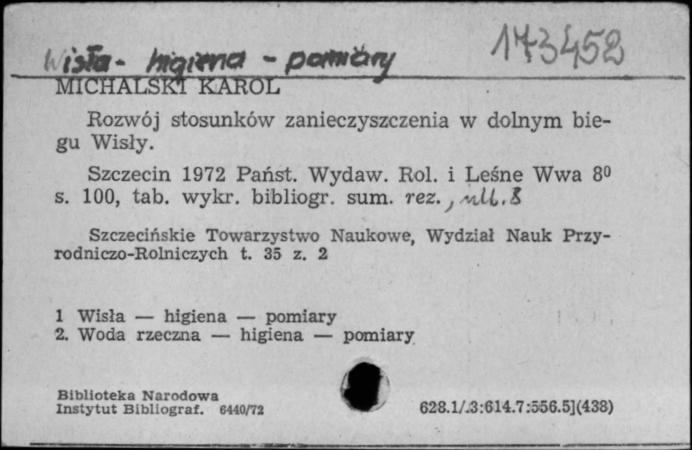 Wisła - higiena - pomiary 173452
MICHALSKI KAROL
Rozwój stosunków zanieczyszczenia w dolnym bie-
gu Wisły.
Szczecin 1972 Państ. Wydaw. Rol. i Leśne Wwa 8⁰
s. 100, tab. wykr. bibliogr. sum. rez., nlb. 8
Szczecińskie Towarzystwo Naukowe, Wydział Nauk Przy-
rodniczo-Rolniczych t. 35 z. 2
1 Wisła — higiena — pomiary
2. Woda rzeczna — higiena — pomiary
Biblioteka Narodowa
Instytut Bibliograf. 6440/72 628.1/.3:614.7:556.5](438)